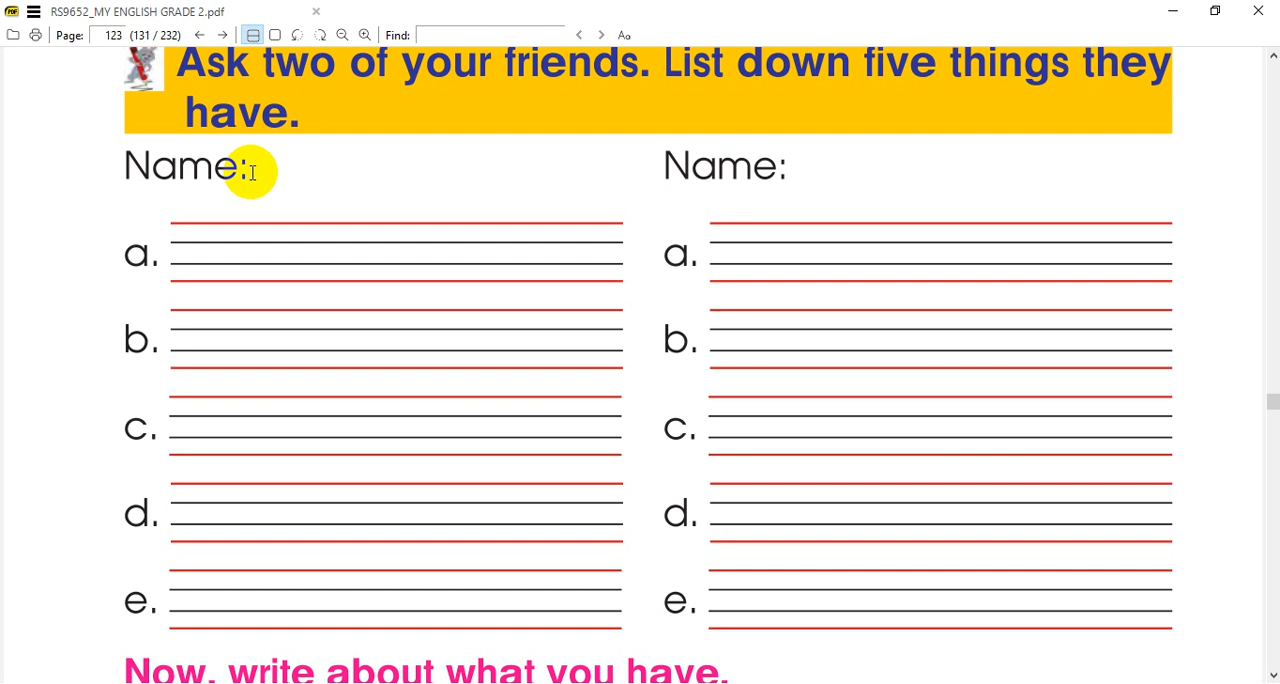 RS9652_MY ENGLISH GRADE 2.pdf
Page: 123 (131 / 232) Find:
Ask two of your friends. List down five things they
have.
Name: Name:
a. a.
b. b.
c. c.
d. d.
e. e.
Now, write about what you have.